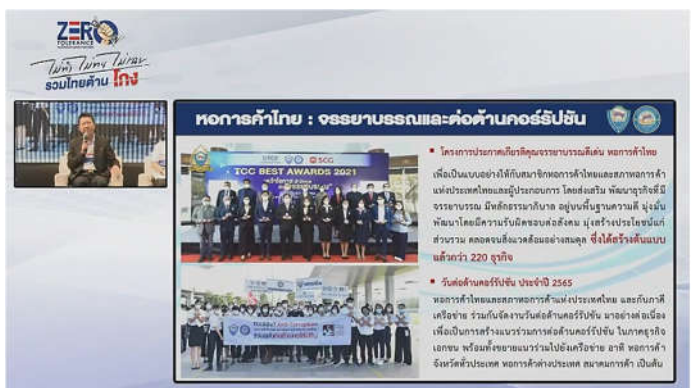 ZERO
TOLERANCE
ไม่ทำ ไม่ทน ไม่เฉย
รวมไทยต้าน โกง
หอการค้าไทย : จรรยาบรรณและต่อต้านคอร์รัปชัน
SCG
TCC BEST AWARDS 2021
▪ โครงการประกาศเกียรติคุณจรรยาบรรณดีเด่น หอการค้าไทย
เพื่อเป็นแบบอย่างให้กับสมาชิกหอการค้าไทยและสภาหอการค้า
แห่งประเทศไทยและผู้ประกอบการ โดยส่งเสริม พัฒนาธุรกิจที่มี
จรรยาบรรณ มีหลักธรรมาภิบาล อยู่บนพื้นฐานความดี มุ่งมั่น
พัฒนาโดยมีความรับผิดชอบต่อสังคม มุ่งสร้างประโยชน์แก่
ส่วนรวม ตลอดจนสิ่งแวดล้อมอย่างสมดุล ซึ่งได้สร้างต้นแบบ
แล้วกว่า 220 ธุรกิจ
▪ วันต่อต้านคอร์รัปชัน ประจำปี 2565
หอการค้าไทยและสภาหอการค้าแห่งประเทศไทย และกับภาคี
เครือข่าย ร่วมกันจัดงานวันต่อต้านคอร์รัปชัน มาอย่างต่อเนื่อง
เพื่อเป็นการสร้างแนวร่วมการต่อต้านคอร์รัปชัน ในภาคธุรกิจ
เอกชน พร้อมทั้งขยายแนวร่วมไปยังเครือข่าย อาทิ หอการค้า
จังหวัดทั่วประเทศ หอการค้าต่างประเทศ สมาคมการค้า เป็นต้น